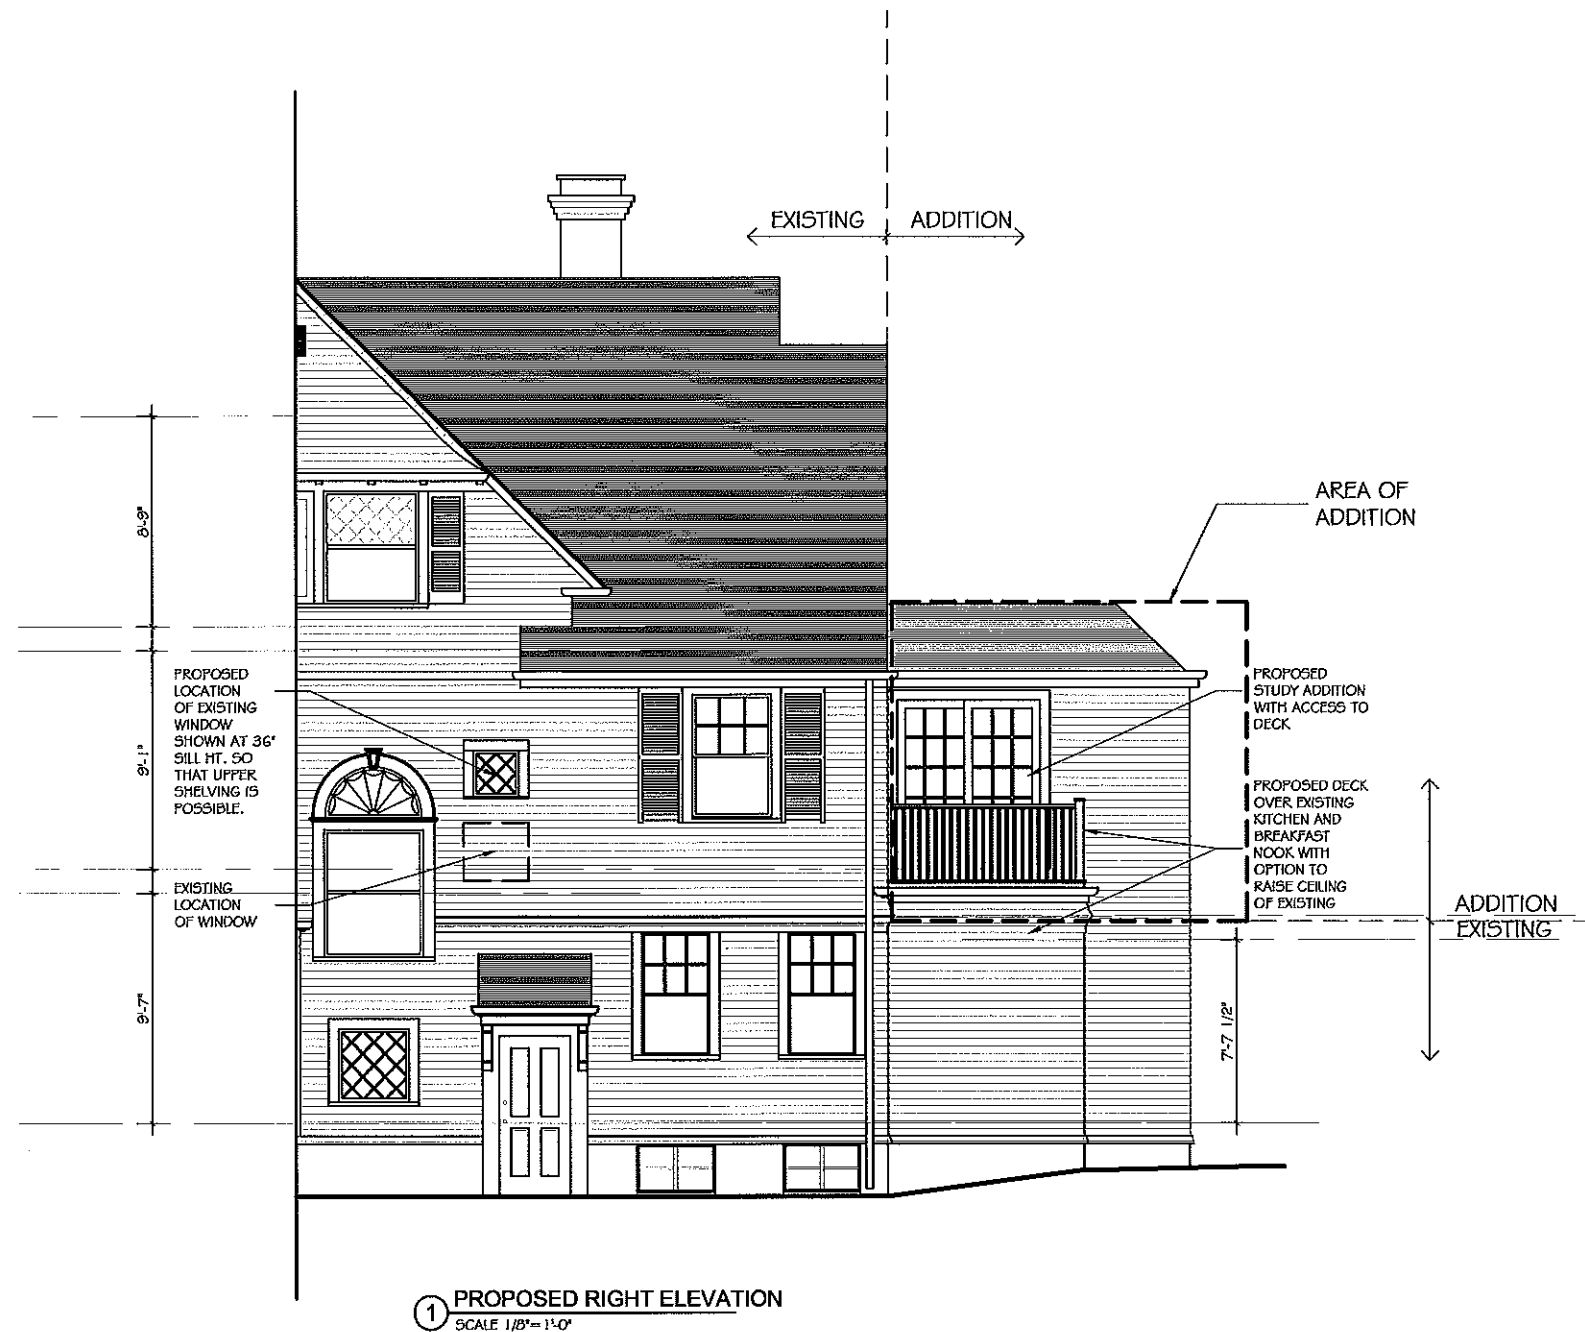 EXISTING
ADDITION
AREA OF
ADDITION
8'-9"
9'-1"
9'-7"
PROPOSED
LOCATION
OF EXISTING
WINDOW
SHOWN AT 36"
SILL HT. SO
THAT UPPER
SHELVING IS
POSSIBLE.
EXISTING
LOCATION
OF WINDOW
PROPOSED
STUDY ADDITION
WITH ACCESS TO
DECK
PROPOSED DECK
OVER EXISTING
KITCHEN AND
BREAKFAST
NOOK WITH
OPTION TO
RAISE CEILING
OF EXISTING
ADDITION
EXISTING
7'-7 1/2"
1
PROPOSED RIGHT ELEVATION
SCALE 1/8"= 1'-0"